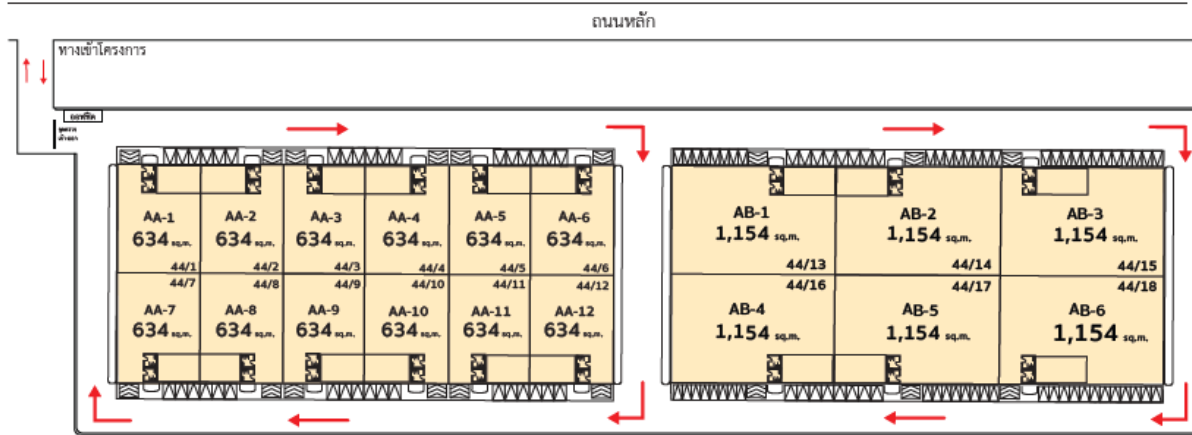 ถนนหลัก
ทางเข้าโครงการ
ออฟฟิศ
AA-1
634 sq.m.
44/1
AA-2
634 sq.m.
44/2
AA-3
634 sq.m.
44/3
AA-4
634 sq.m.
44/4
AA-5
634 sq.m.
44/5
AA-6
634 sq.m.
44/6
44/7
AA-7
634 sq.m.
44/8
AA-8
634 sq.m.
44/9
AA-9
634 sq.m.
44/10
AA-10
634 sq.m.
44/11
AA-11
634 sq.m.
44/12
AA-12
634 sq.m.
AB-1
1,154 sq.m.
44/13
AB-2
1,154 sq.m.
44/14
AB-3
1,154 sq.m.
44/15
44/16
AB-4
1,154 sq.m.
44/17
AB-5
1,154 sq.m.
44/18
AB-6
1,154 sq.m.